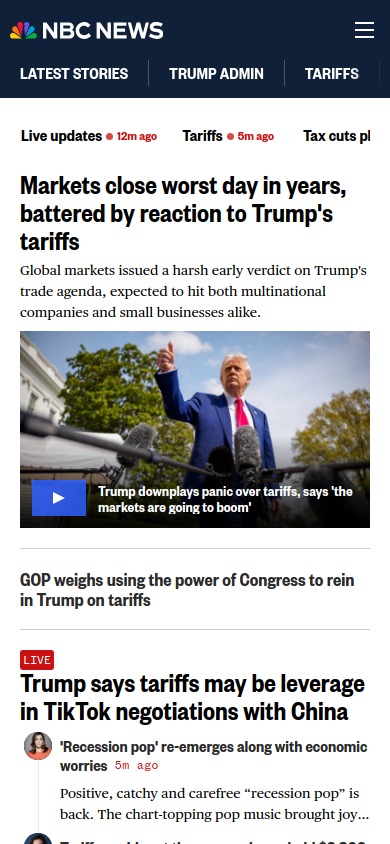 NBC NEWS
LATEST STORIES
TRUMP ADMIN
TARIFFS
Live updates 12m ago
Tariffs 5m ago
Tax cuts
Markets close worst day in years,
battered by reaction to Trump's
tariffs
Global markets issued a harsh early verdict on Trump's
trade agenda, expected to hit both multinational
companies and small businesses alike.
Trump downplays panic over tariffs, says 'the
markets are going to boom'
GOP weighs using the power of Congress to rein
in Trump on tariffs
LIVE
Trump says tariffs may be leverage
in TikTok negotiations with China
'Recession pop' re-emerges along with economic
worries 5m ago
Positive, catchy and carefree “recession pop” is
back. The chart-topping pop music brought joy...